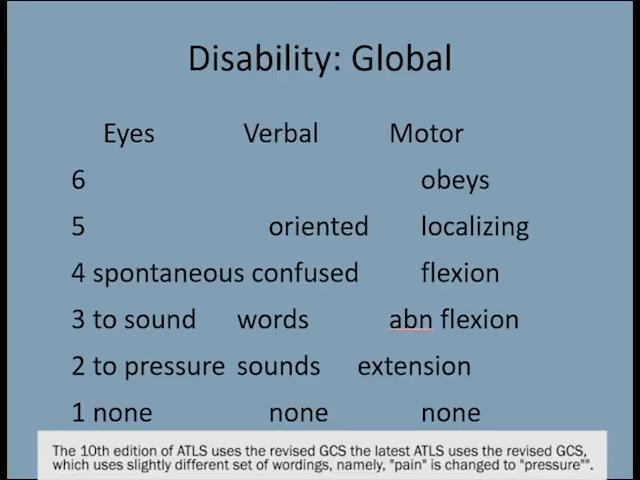 Disability: Global
Eyes Verbal Motor
6 obeys
5 oriented localizing
4 spontaneous confused flexion
3 to sound words abn flexion
2 to pressure sounds extension
1 none none none
The 10th edition of ATLS uses the revised GCS the latest ATLS uses the revised GCS,
which uses slightly different set of wordings, namely, "pain" is changed to "pressure"".